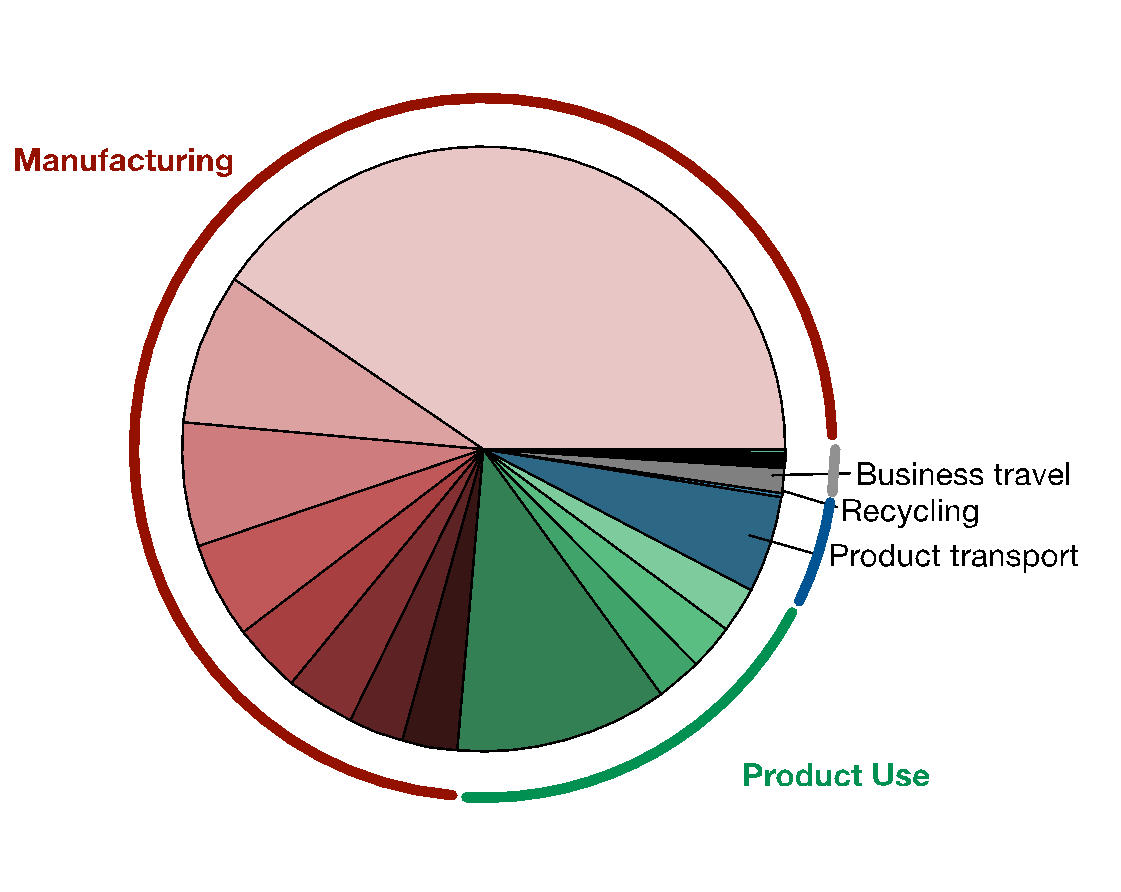 Manufacturing
Business travel
Recycling
Product transport
Product Use